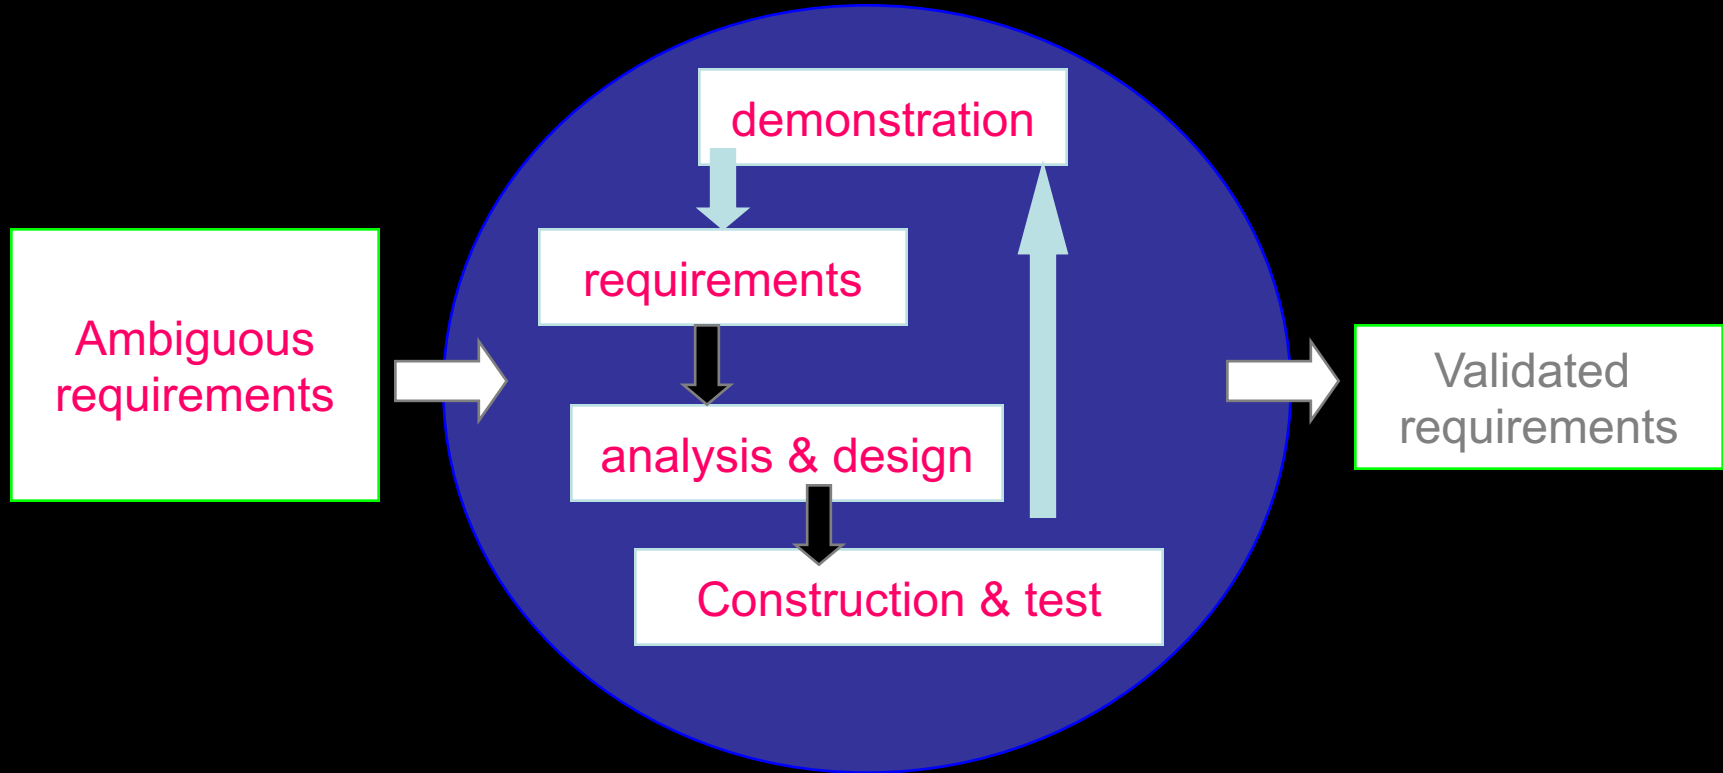 demonstration
requirements
Ambiguous
requirements
analysis & design
Construction & test
Validated
requirements